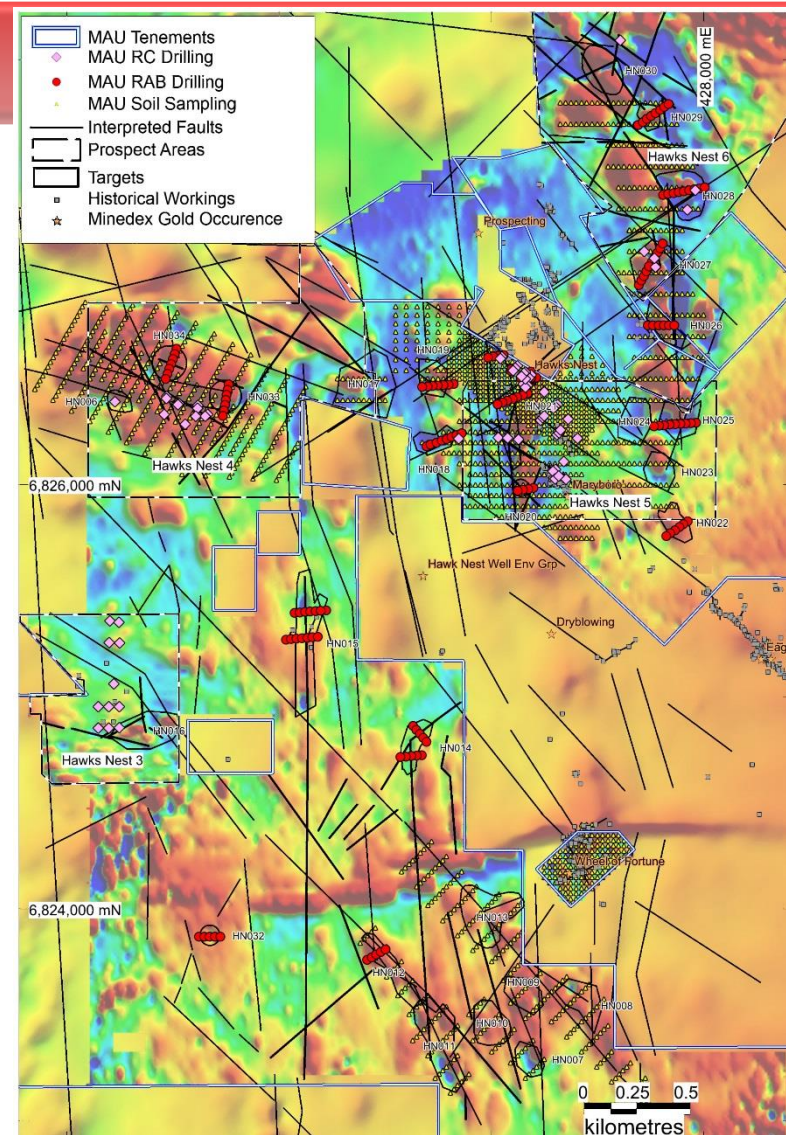 MAU Tenements
MAU RC Drilling
MAU RAB Drilling
MAU Soil Sampling
Interpreted Faults
Prospect Areas
Targets
Historical Workings
Minedex Gold Occurence
428,000 mE
HN030
HN029
Hawks Nest 6
HN028
Prospecting
HN027
HN026
HN034
HN019
Hawks Nest
HN017
HN033
HN006
HN024
HN025
Hawks Nest 4
HN018
HN023
6,826,000 mN
Maryboro
HN020
Hawks Nest 5
HN022
Hawk Nest Well Env Grp
Dryblowing
HN015
Eag
HN016
HN014
Hawks Nest 3
Wheel of Fortune
6,824,000 mN
HN013
HN032
HN012
HN009
HN008
HN010
HN011
HN007
0 0.25 0.5
kilometres